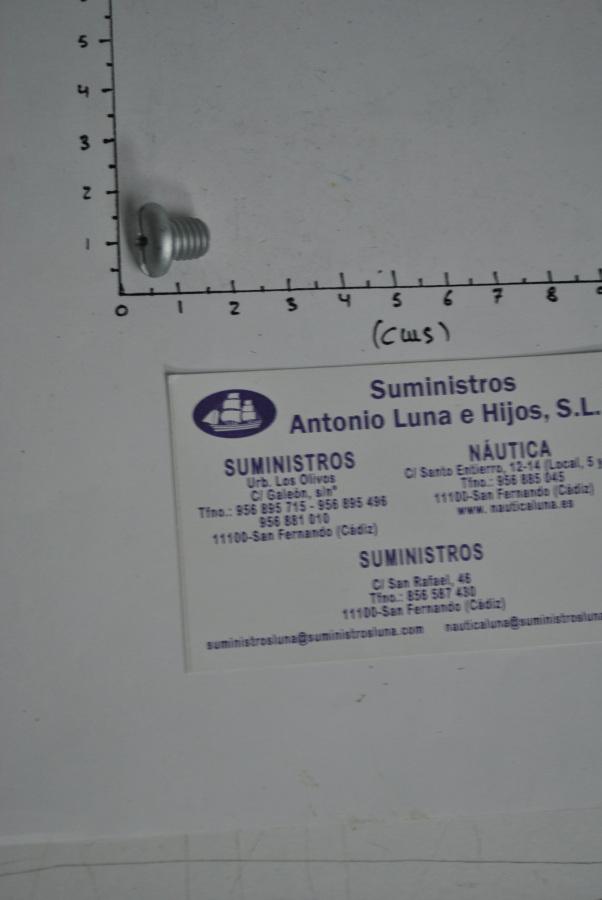 5
4
3
2
1
0 1 2 3 4 5 6 7 8
(cms)
Suministros
Antonio Luna e Hijos, S.L.
SUMINISTROS
Urb. Los Olivos
C/ Galeón, s/nº
Tfno.: 956 895 715 - 956 895 496
956 881 010
11100-San Fernando (Cádiz)
NÁUTICA
C/ Santo Entierro, 12-14 (Local, 5 y
Tfno.: 956 885 045
11100-San Fernando (Cádiz)
www. nauticaluna.es
SUMINISTROS
C/ San Rafael, 46
Tfno.: 856 587 430
11100-San Fernando (Cádiz)
suministrosluna@suministrosluna.com nauticaluna@suministrosluna